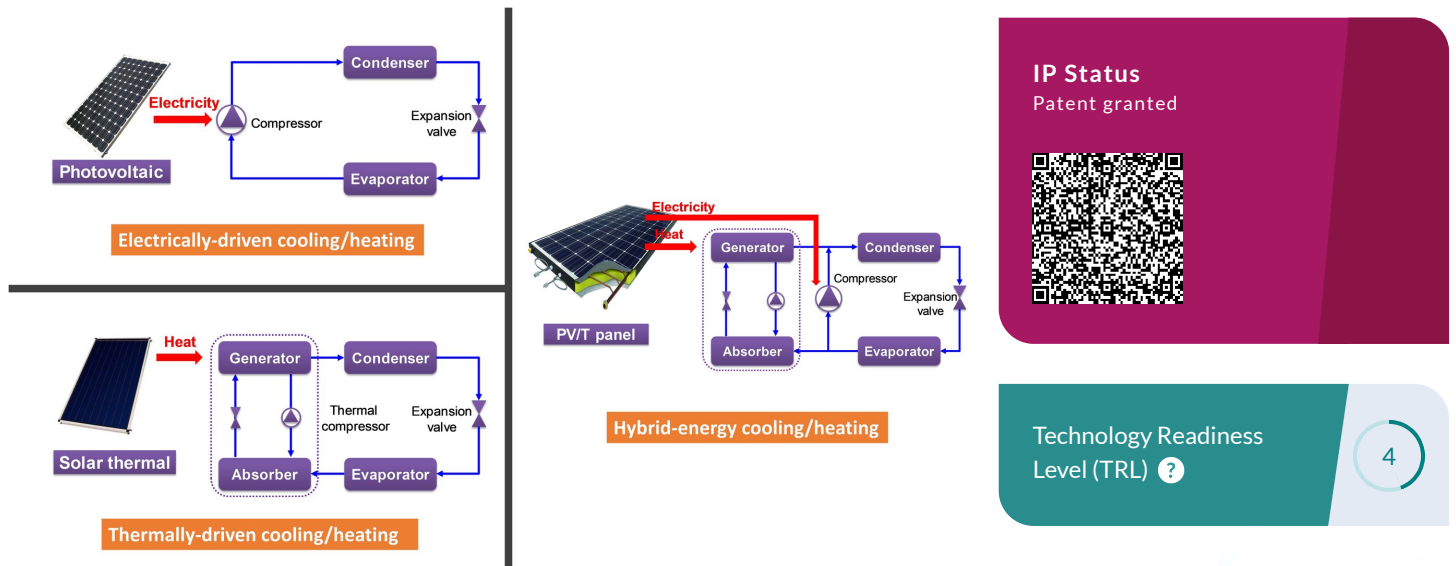 Condenser
Electricity
Compressor
Expansion
valve
Photovoltaic
Evaporator
Electrically-driven cooling/heating
Heat
Generator
Condenser
Thermal
compressor
Expansion
valve
Solar thermal
Absorber
Evaporator
Thermally-driven cooling/heating
Electricity
Heat
Generator
Condenser
Compressor
Expansion
valve
PV/T panel
Absorber
Evaporator
Hybrid-energy cooling/heating
IP Status
Patent granted
Technology Readiness
Level (TRL) ?
4